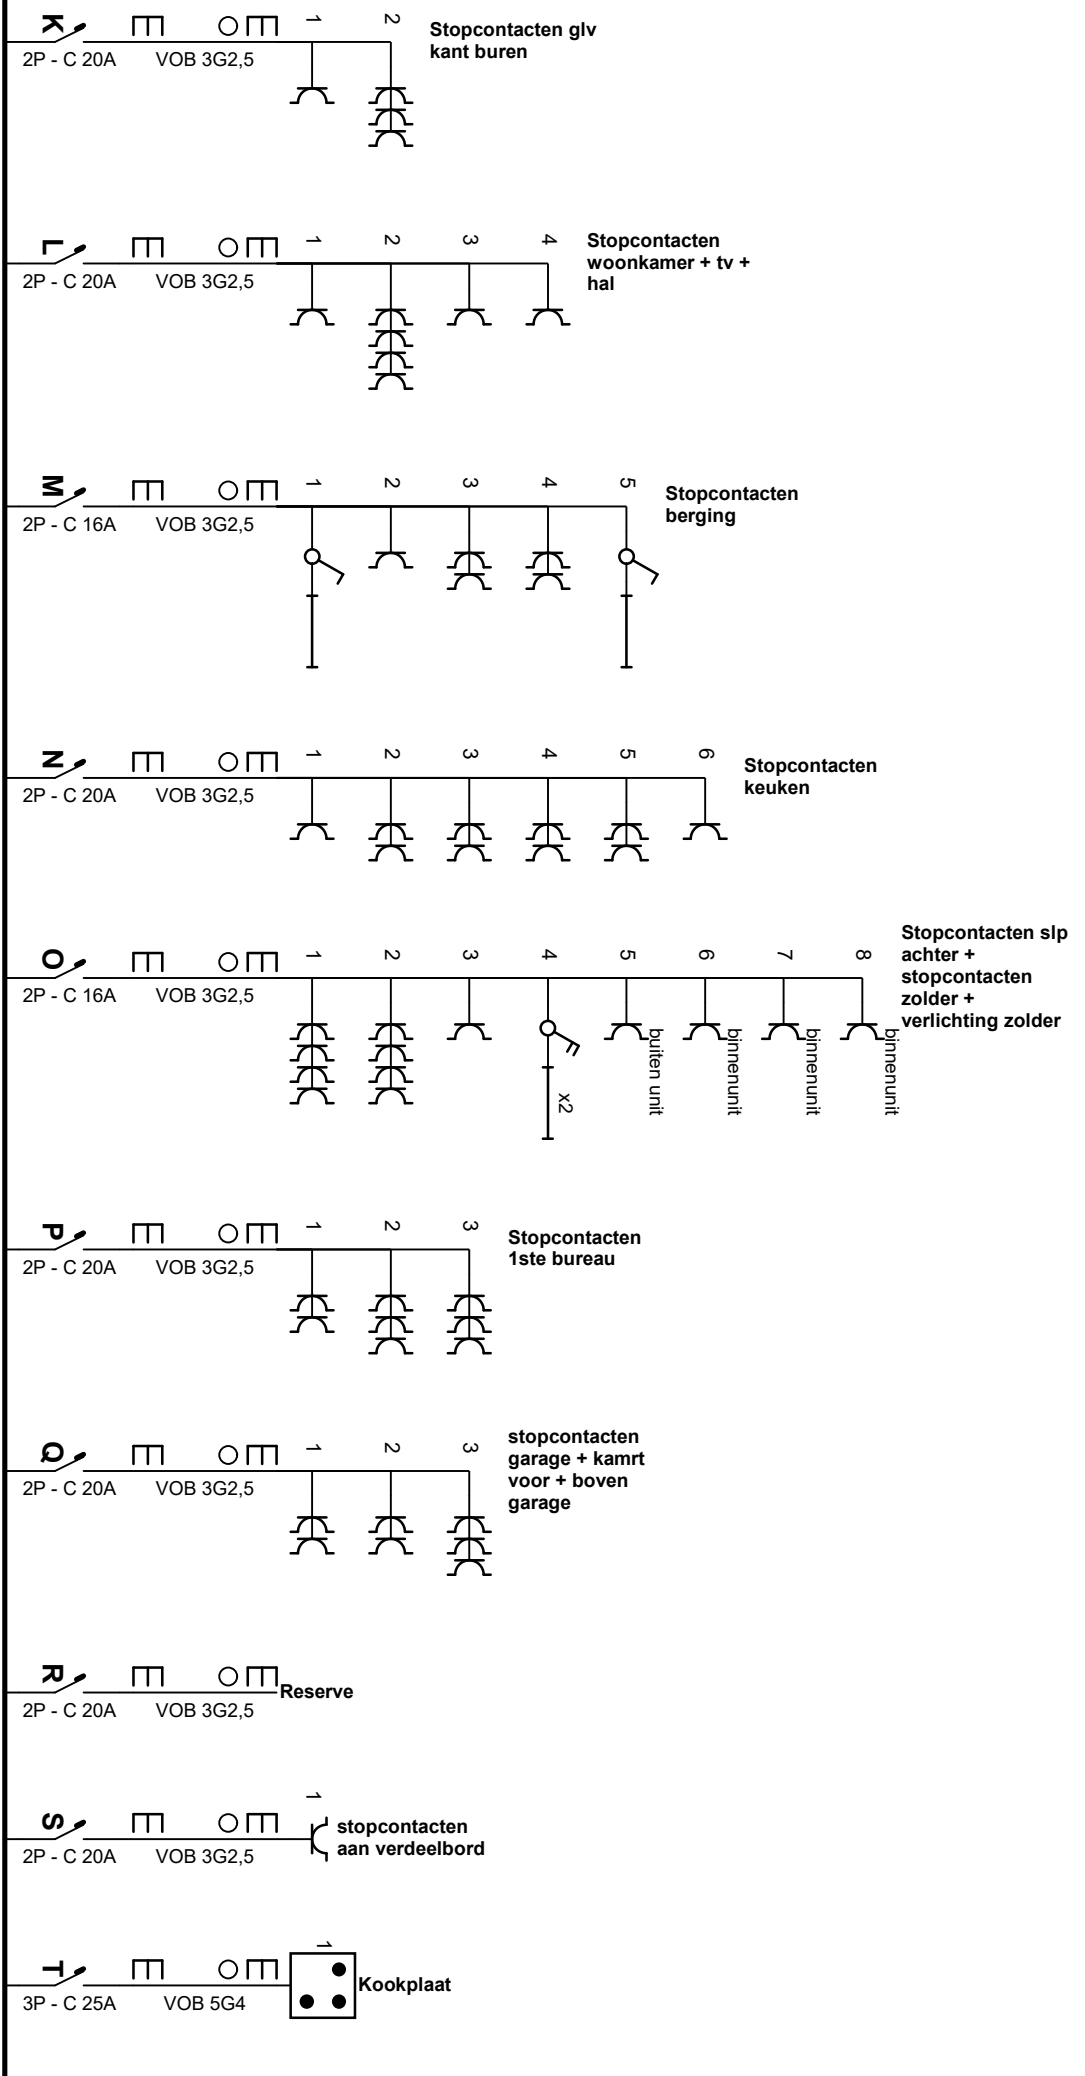 K
2P - C 20A
VOB 3G2,5
1
2
Stopcontacten glv
kant buren
L
2P - C 20A
VOB 3G2,5
1
2
3
4
Stopcontacten
woonkamer + tv +
hal
M
2P - C 16A
VOB 3G2,5
1
2
3
4
5
Stopcontacten
berging
N
2P - C 20A
VOB 3G2,5
1
2
3
4
5
6
Stopcontacten
keuken
O
2P - C 16A
VOB 3G2,5
1
2
3
4
5
6
7
8
x2
buiten unit
binnenunit
binnenunit
binnenunit
Stopcontacten slp
achter +
stopcontacten
zolder +
verlichting zolder
P
2P - C 20A
VOB 3G2,5
1
2
3
Stopcontacten
1ste bureau
Q
2P - C 20A
VOB 3G2,5
1
2
3
stopcontacten
garage + kamrt
voor + boven
garage
R
2P - C 20A
VOB 3G2,5
Reserve
S
2P - C 20A
VOB 3G2,5
1
stopcontacten
aan verdeelbord
T
3P - C 25A
VOB 5G4
1
Kookplaat